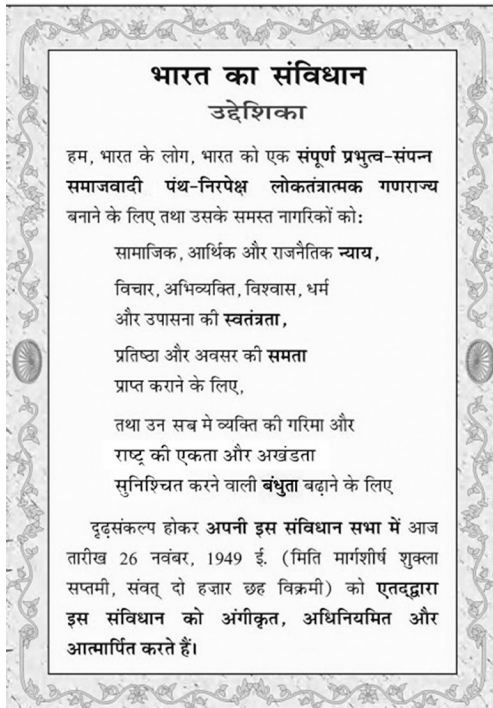 भारत का संविधान
उद्देशिका
हम, भारत के लोग, भारत को एक संपूर्ण प्रभुत्व-संपन्न
समाजवादी पंथ-निरपेक्ष लोकतंत्रात्मक गणराज्य
बनाने के लिए तथा उसके समस्त नागरिकों को:
सामाजिक, आर्थिक और राजनैतिक न्याय,
विचार, अभिव्यक्ति, विश्वास, धर्म
और उपासना की स्वतंत्रता,
प्रतिष्ठा और अवसर की समता
प्राप्त कराने के लिए,
तथा उन सब मे व्यक्ति की गरिमा और
राष्ट्र की एकता और अखंडता
सुनिश्चित करने वाली बंधुता बढ़ाने के लिए
दृढ़संकल्प होकर अपनी इस संविधान सभा में आज
तारीख 26 नवंबर, 1949 ई. (मिति मार्गशीर्ष शुक्ला
सप्तमी, संवत् दो हज़ार छह विक्रमी) को एतद्द्वारा
इस संविधान को अंगीकृत, अधिनियमित और
आत्मार्पित करते हैं।